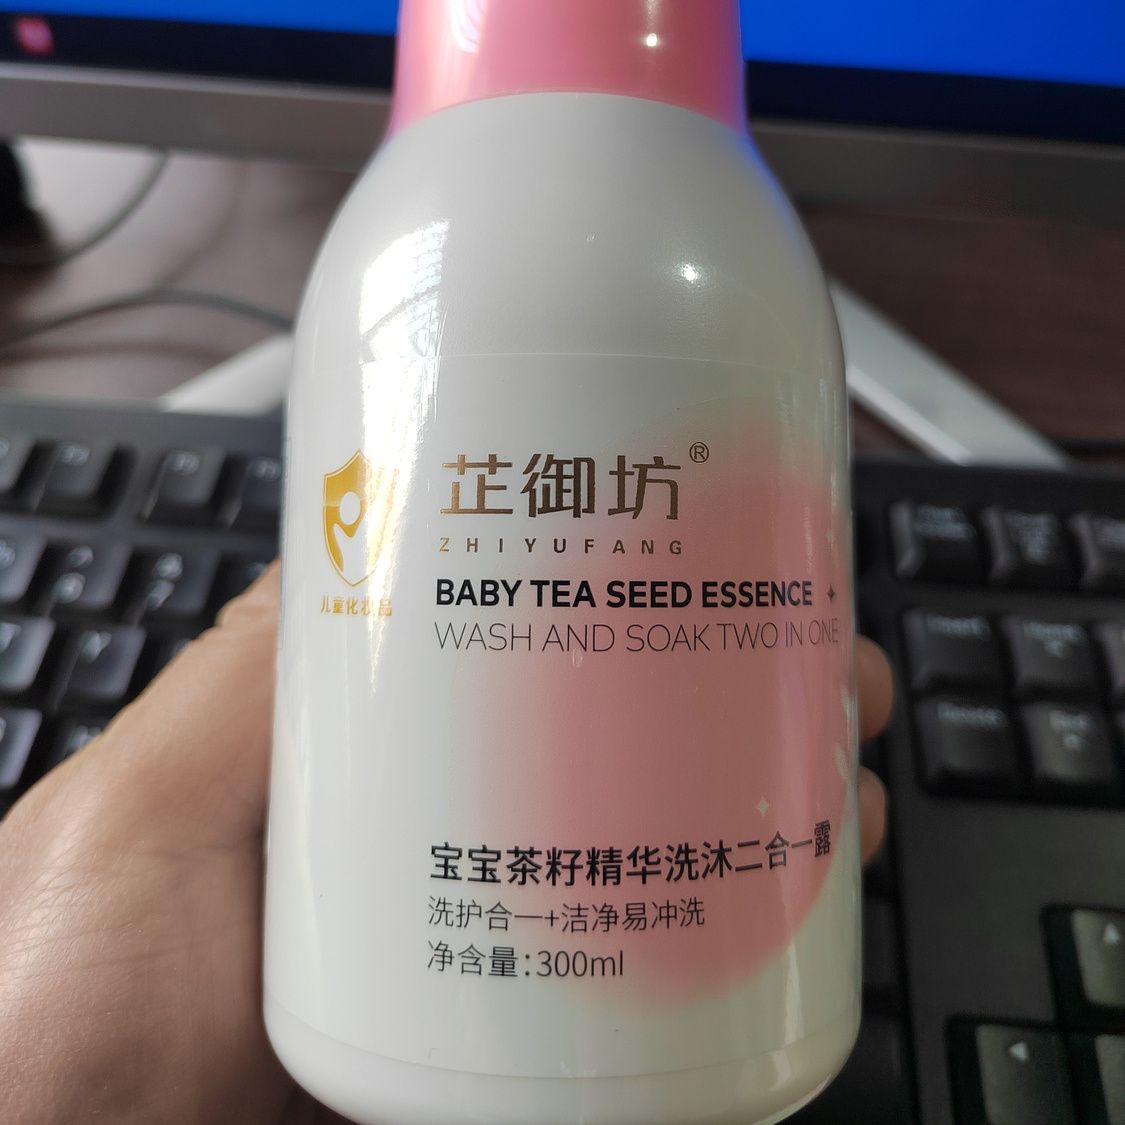 芷御坊®
ZHIYUFANG
儿童化妆品
BABY TEA SEED ESSENCE
WASH AND SOAK TWO IN ONE
宝宝茶籽精华洗沐二合一露
洗护合一+洁净易冲洗
净含量:300ml